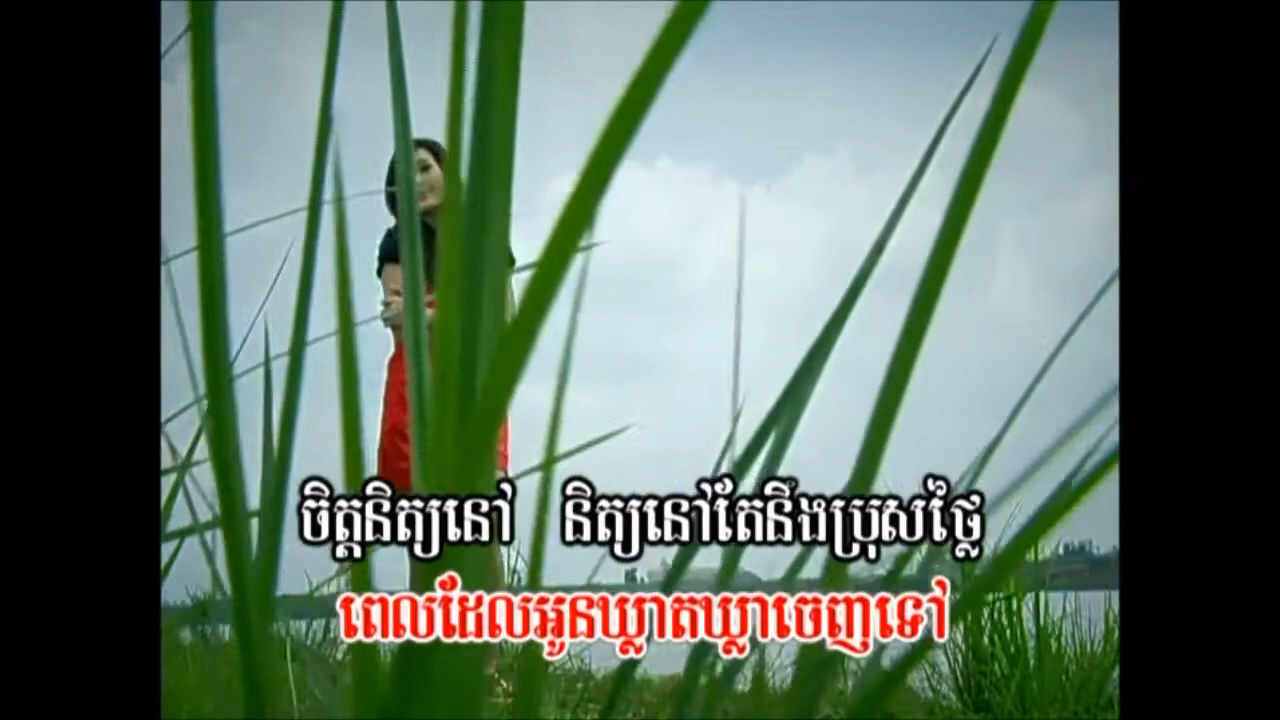 ចិត្តនិត្យនៅ និត្យនៅតែនឹងប្រុសថ្លៃ
ពេលដែលអូនឃ្លាតឃ្លាចេញទៅ